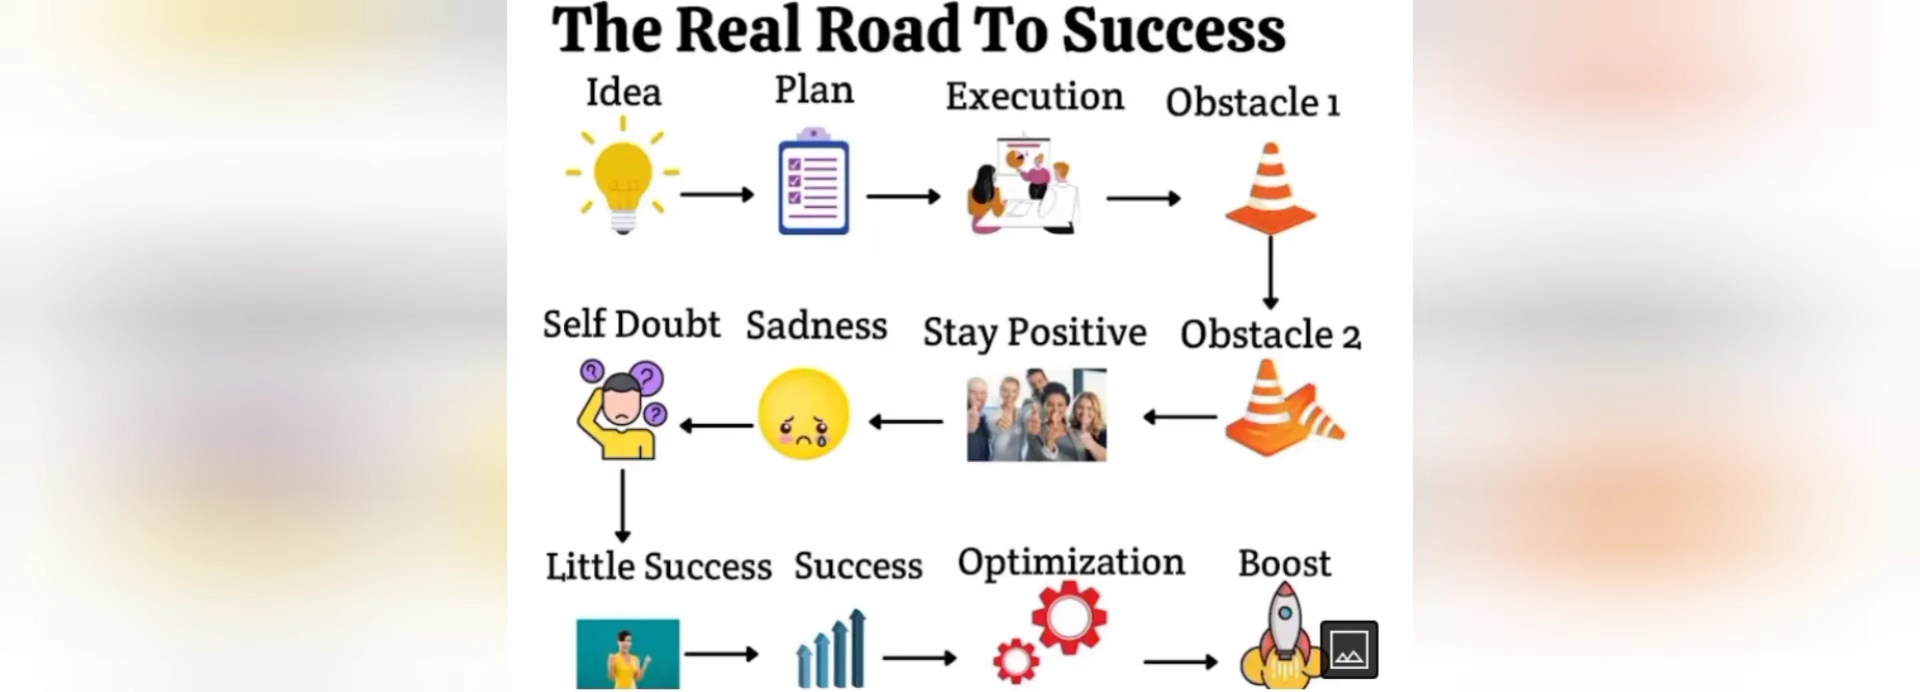 The Real Road To Success
Idea
Plan
Execution
Obstacle 1
Obstacle 2
Stay Positive
Sadness
Self Doubt
Little Success
Success
Optimization
Boost